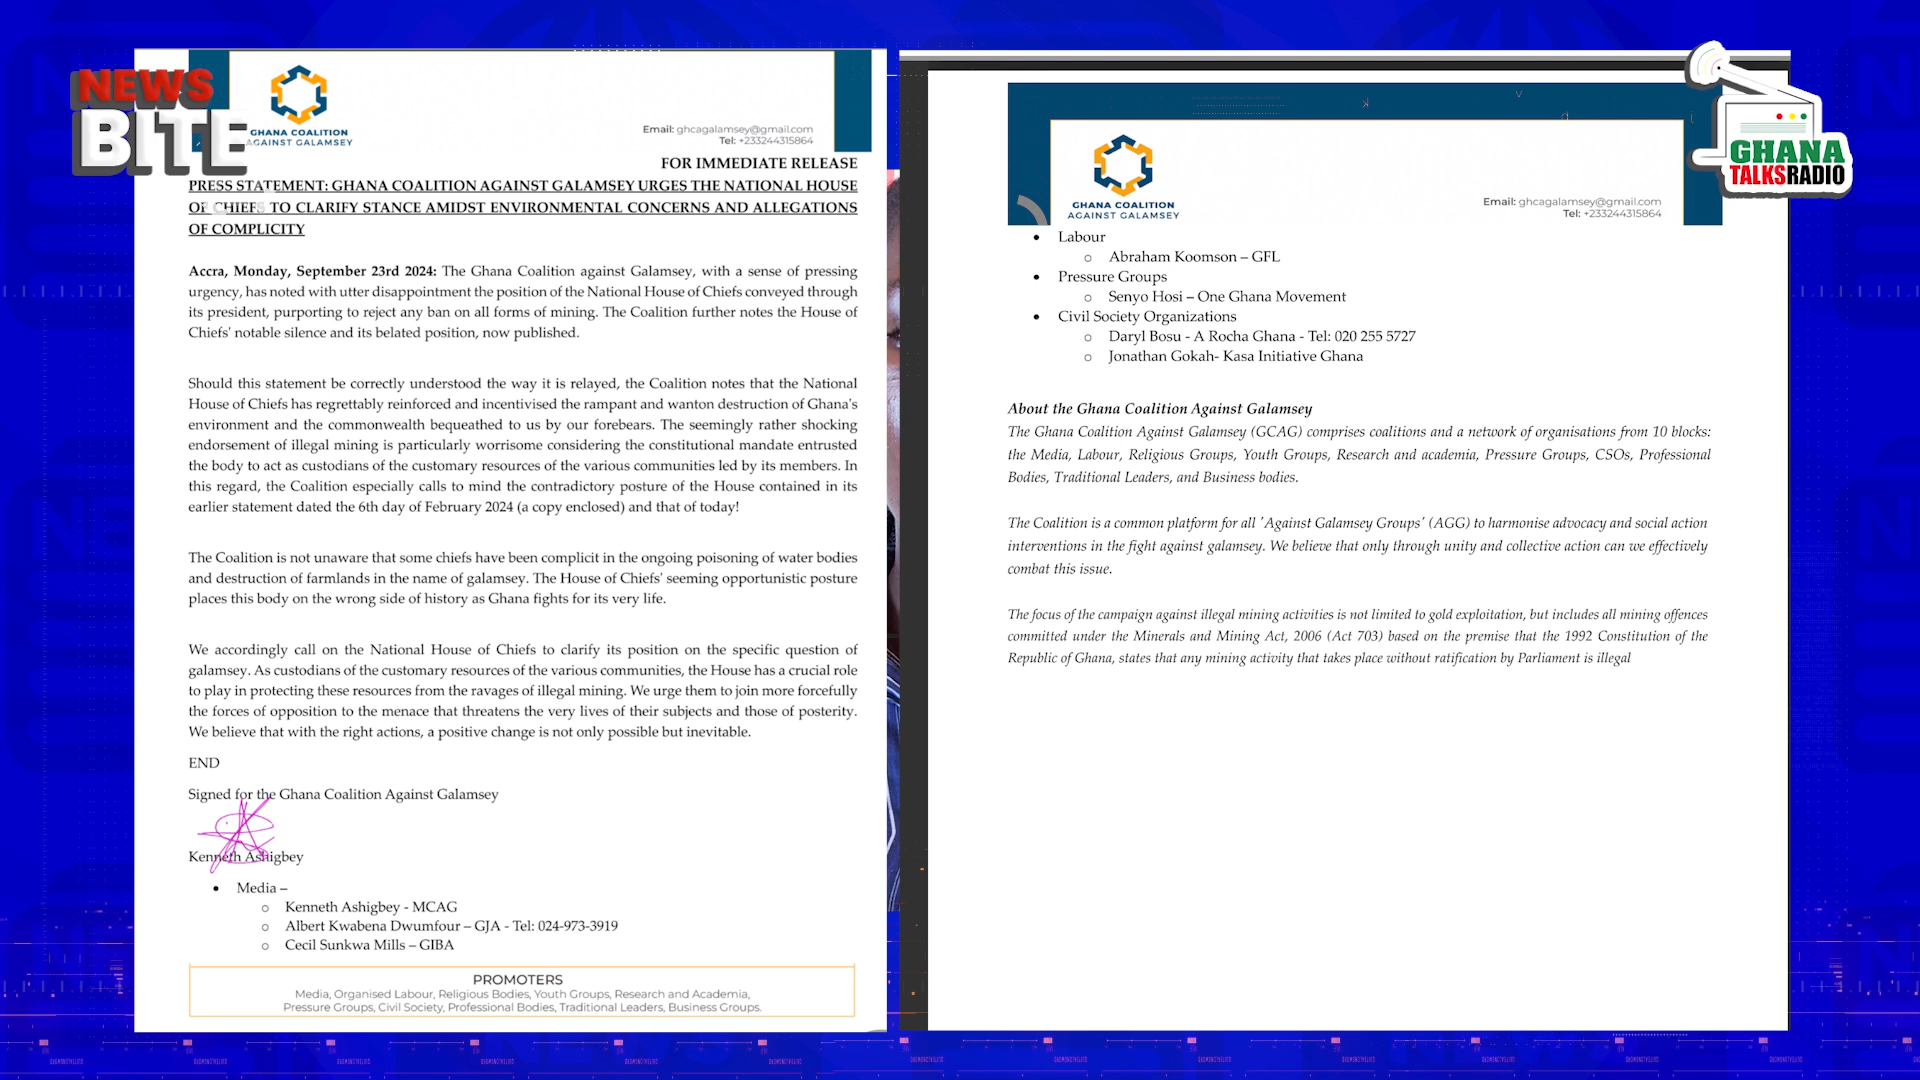 NEWS
BITE
GHANA COALITION
AGAINST GALAMSEY
Email: ghcagalamsey@gmail.com
Tel: +233244315864
FOR IMMEDIATE RELEASE
PRESS STATEMENT: GHANA COALITION AGAINST GALAMSEY URGES THE NATIONAL HOUSE
OF CHIEFS TO CLARIFY STANCE AMIDST ENVIRONMENTAL CONCERNS AND ALLEGATIONS
OF COMPLICITY
Accra, Monday, September 23rd 2024: The Ghana Coalition against Galamsey, with a sense of pressing
urgency, has noted with utter disappointment the position of the National House of Chiefs conveyed through
its president, purporting to reject any ban on all forms of mining. The Coalition further notes the House of
Chiefs' notable silence and its belated position, now published.
Should this statement be correctly understood the way it is relayed, the Coalition notes that the National
House of Chiefs has regrettably reinforced and incentivised the rampant and wanton destruction of Ghana's
environment and the commonwealth bequeathed to us by our forebears. The seemingly rather shocking
endorsement of illegal mining is particularly worrisome considering the constitutional mandate entrusted
the body to act as custodians of the customary resources of the various communities led by its members. In
this regard, the Coalition especially calls to mind the contradictory posture of the House contained in its
earlier statement dated the 6th day of February 2024 (a copy enclosed) and that of today!
The Coalition is not unaware that some chiefs have been complicit in the ongoing poisoning of water bodies
and destruction of farmlands in the name of galamsey. The House of Chiefs' seeming opportunistic posture
places this body on the wrong side of history as Ghana fights for its very life.
We accordingly call on the National House of Chiefs to clarify its position on the specific question of
galamsey. As custodians of the customary resources of the various communities, the House has a crucial role
to play in protecting these resources from the ravages of illegal mining. We urge them to join more forcefully
the forces of opposition to the menace that threatens the very lives of their subjects and those of posterity.
We believe that with the right actions, a positive change is not only possible but inevitable.
END
Signed for the Ghana Coalition Against Galamsey
Kenneth Ashigbey
• Media –
o Kenneth Ashigbey - MCAG
o Albert Kwabena Dwumfour – GJA - Tel: 024-973-3919
o Cecil Sunkwa Mills – GIBA
PROMOTERS
Media, Organised Labour, Religious Bodies, Youth Groups, Research and Academia,
Pressure Groups, Civil Society, Professional Bodies, Traditional Leaders, Business Groups.
GHANA COALITION
AGAINST GALAMSEY
Email: ghcagalamsey@gmail.com
Tel: +233244315864
• Labour
o Abraham Koomson – GFL
• Pressure Groups
o Senyo Hosi – One Ghana Movement
• Civil Society Organizations
o Daryl Bosu - A Rocha Ghana - Tel: 020 255 5727
o Jonathan Gokah- Kasa Initiative Ghana
About the Ghana Coalition Against Galamsey
The Ghana Coalition Against Galamsey (GCAG) comprises coalitions and a network of organisations from 10 blocks:
the Media, Labour, Religious Groups, Youth Groups, Research and academia, Pressure Groups, CSOs, Professional
Bodies, Traditional Leaders, and Business bodies.
The Coalition is a common platform for all 'Against Galamsey Groups' (AGG) to harmonise advocacy and social action
interventions in the fight against galamsey. We believe that only through unity and collective action can we effectively
combat this issue.
The focus of the campaign against illegal mining activities is not limited to gold exploitation, but includes all mining offences
committed under the Minerals and Mining Act, 2006 (Act 703) based on the premise that the 1992 Constitution of the
Republic of Ghana, states that any mining activity that takes place without ratification by Parliament is illegal
GHANA
TALKSRADIO